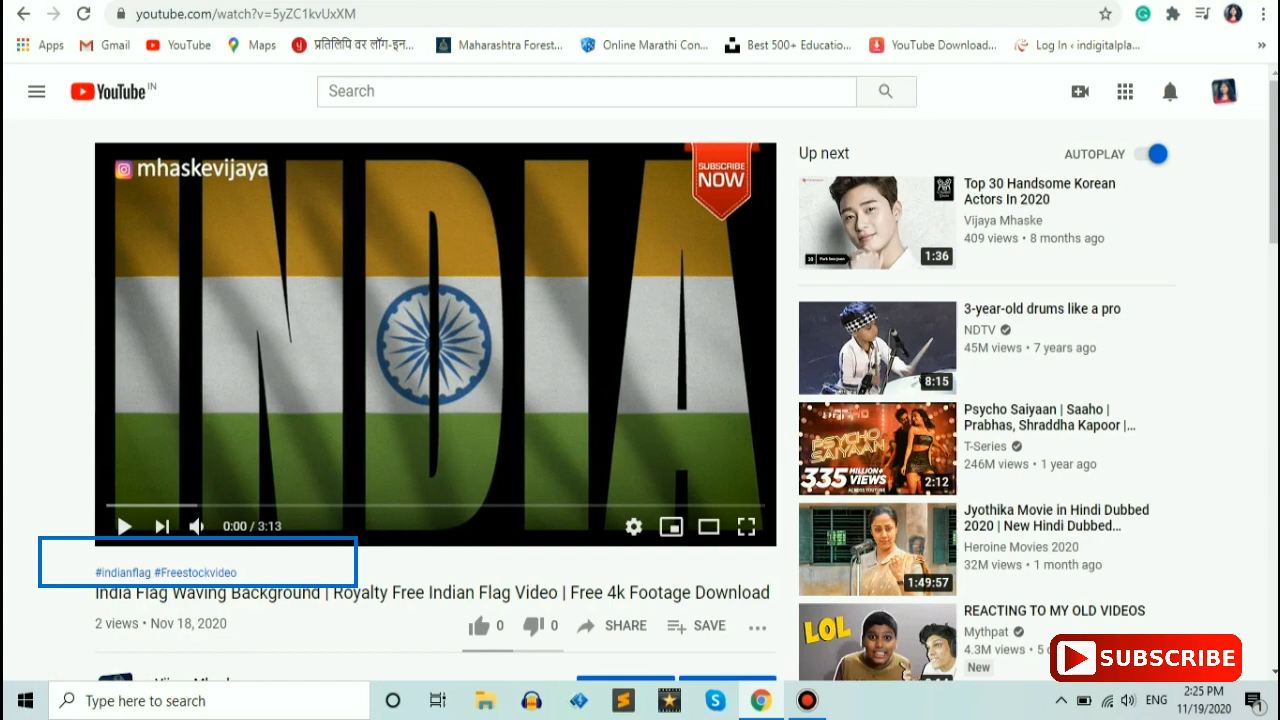 youtube.com/watch?v=5yZC1kvUxXM
Apps Gmail YouTube Maps प्रतिलिपि वर लॉग-इन... Maharashtra Forest... Online Marathi Con... Best 500+ Educatio... YouTube Download... Log In ‹ indigitalpla... »
YouTube IN
Search
INDIA
mhaskevijaya
SUBSCRIBE
NOW
0:00 / 3:13
#indianflag #Freestockvideo
India Flag Waving Background | Royalty Free Indian Flag Video | Free 4k Footage Download
2 views • Nov 18, 2020
0 0 SHARE SAVE ...
Up next AUTOPLAY
Top 30 Handsome Korean
Actors In 2020
Vijaya Mhaske
409 views • 8 months ago
1:36
3-year-old drums like a pro
NDTV
45M views • 7 years ago
8:15
Psycho Saiyaan | Saaho |
Prabhas, Shraddha Kapoor |...
T-Series
246M views • 1 year ago
PSYCHO
SAIYAAN
335 MILLION+
VIEWS
2:12
Jyothika Movie in Hindi Dubbed
2020 | New Hindi Dubbed...
Heroine Movies 2020
32M views • 1 month ago
1:49:57
REACTING TO MY OLD VIDEOS
Mythpat
4.3M views • 5
New
LOL
SUBSCRIBE
Type here to search
ENG
2:25 PM
11/19/2020
1